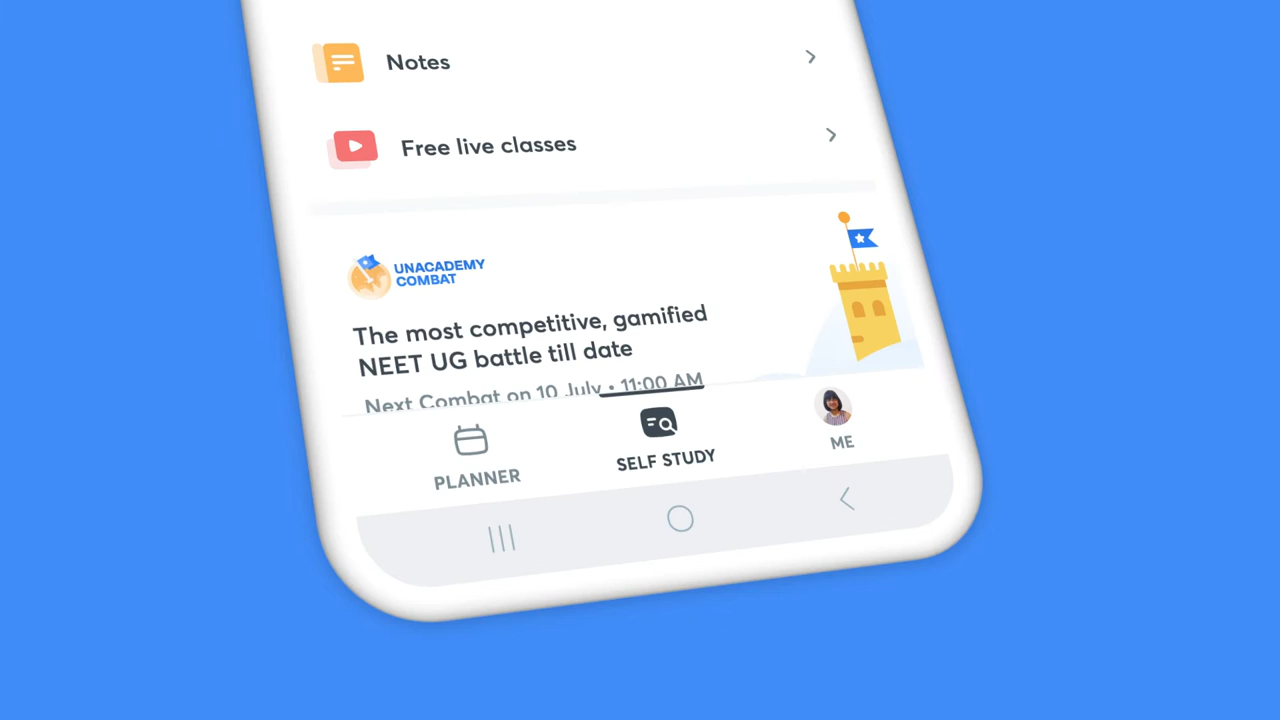 Notes
Free live classes
UNACADEMY
COMBAT
The most competitive, gamified
NEET UG battle till date
Next Combat on 10 July • 11:00 AM
PLANNER
SELF STUDY
ME